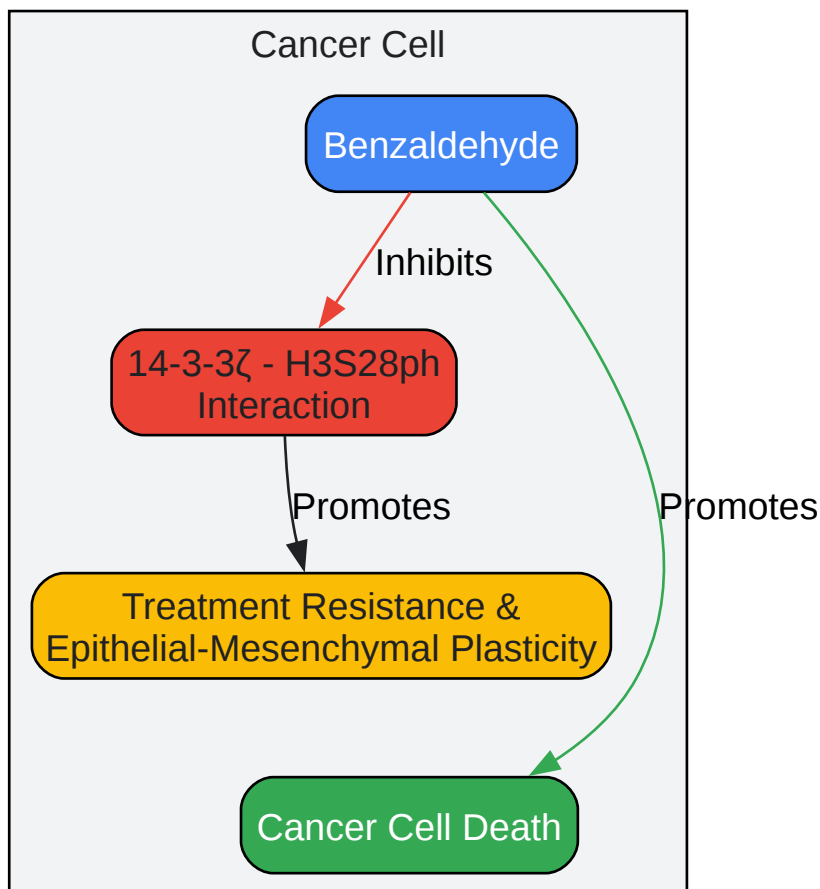 Cancer Cell
Benzaldehyde
Inhibits
14-3-3ζ - H3S28ph
Interaction
Promotes
Promotes
Treatment Resistance &
Epithelial-Mesenchymal Plasticity
Cancer Cell Death